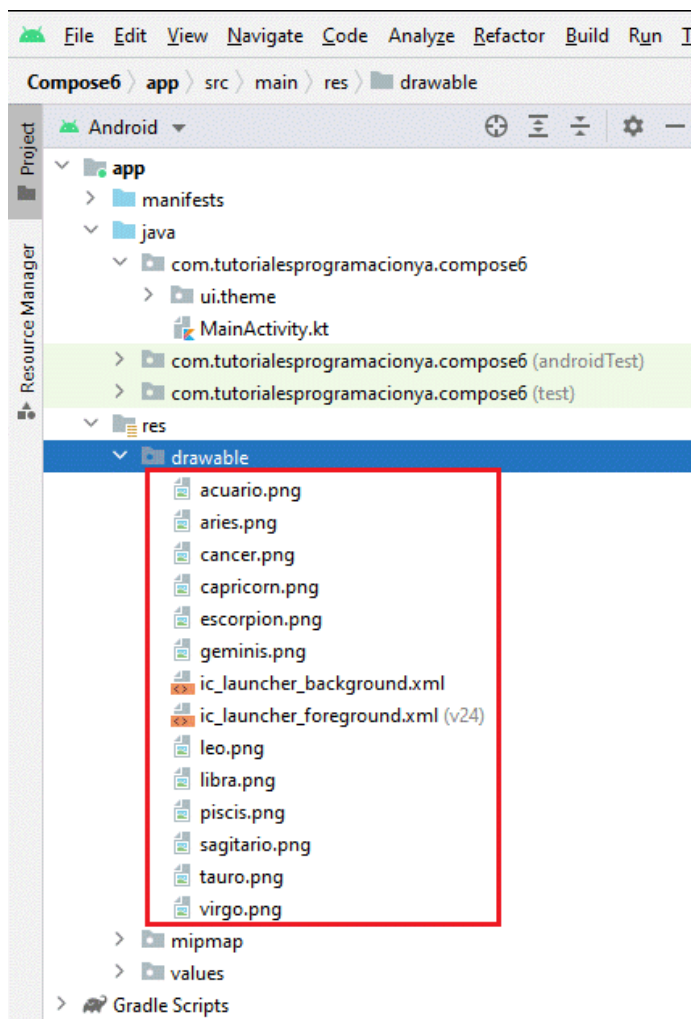 File Edit View Navigate Code Analyze Refactor Build Run
Compose6 app src main res drawable
Project
Resource Manager
Android
app
manifests
java
com.tutorialesprogramacionya.compose6
ui.theme
MainActivity.kt
com.tutorialesprogramacionya.compose6 (androidTest)
com.tutorialesprogramacionya.compose6 (test)
res
drawable
acuario.png
aries.png
cancer.png
capricorn.png
escorpion.png
geminis.png
ic_launcher_background.xml
ic_launcher_foreground.xml (v24)
leo.png
libra.png
piscis.png
sagitario.png
tauro.png
virgo.png
mipmap
values
Gradle Scripts